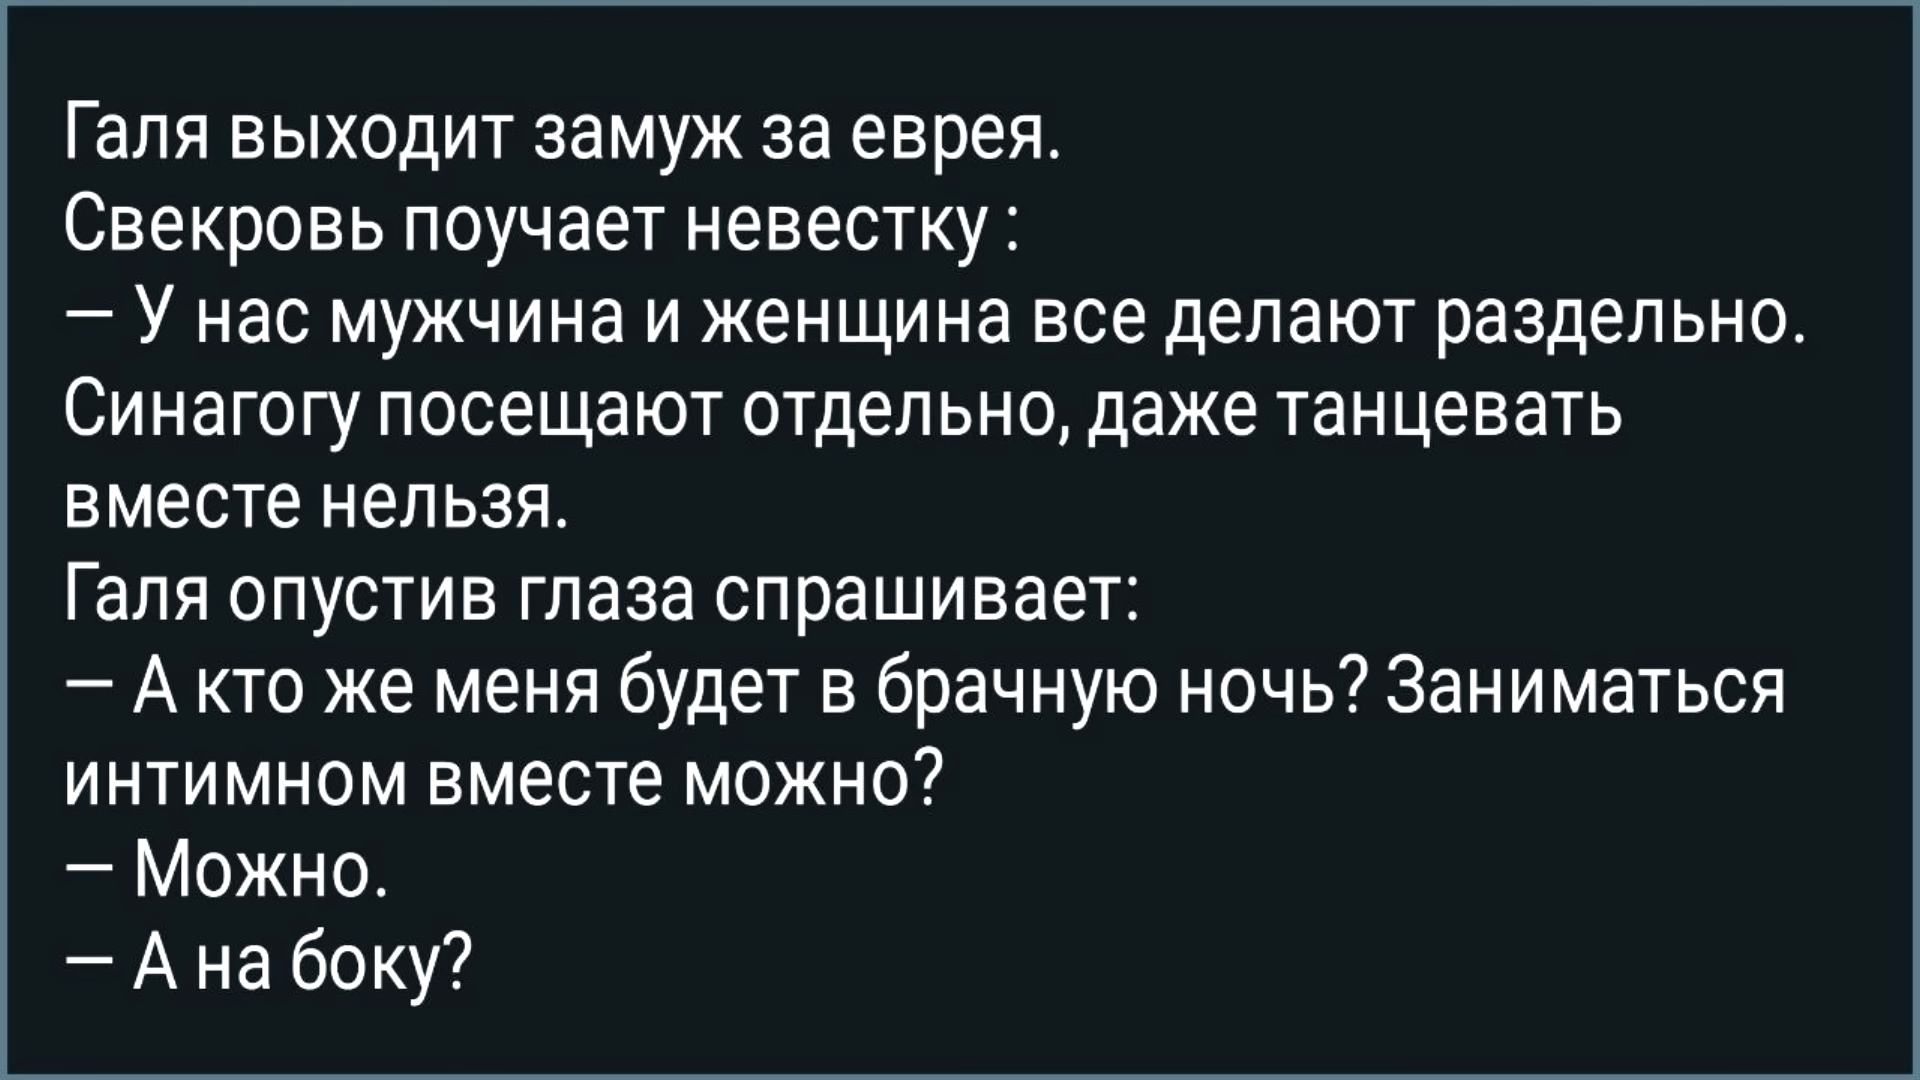 Галя выходит замуж за еврея.
Свекровь поучает невестку :
— У нас мужчина и женщина все делают раздельно.
Синагогу посещают отдельно, даже танцевать
вместе нельзя.
Галя опустив глаза спрашивает:
— А кто же меня будет в брачную ночь? Заниматься
интимном вместе можно?
— Можно.
— А на боку?